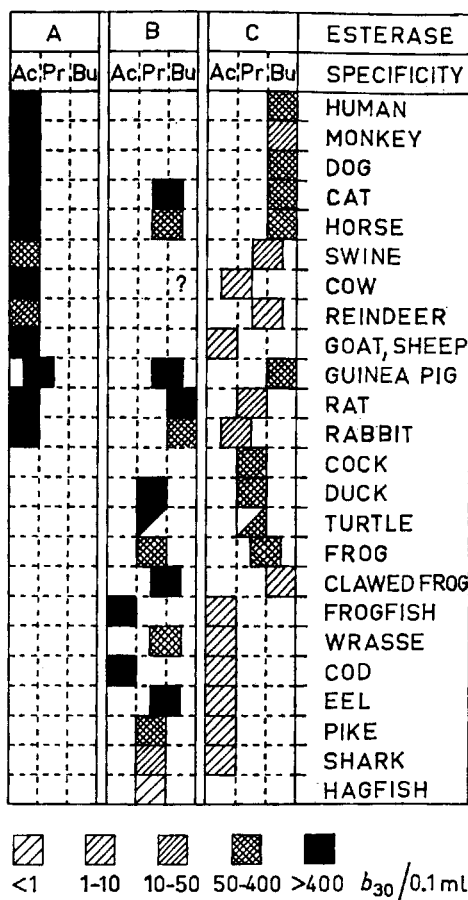 A B C ESTERASE
Ac Pr Bu Ac Pr Bu Ac Pr Bu SPECIFICITY
HUMAN
MONKEY
DOG
CAT
HORSE
SWINE
? COW
REINDEER
GOAT, SHEEP
GUINEA PIG
RAT
RABBIT
COCK
DUCK
TURTLE
FROG
CLAWED FROG
FROGFISH
WRASSE
COD
EEL
PIKE
SHARK
HAGFISH
<1 1-10 10-50 50-400 >400 b30/0.1 mL